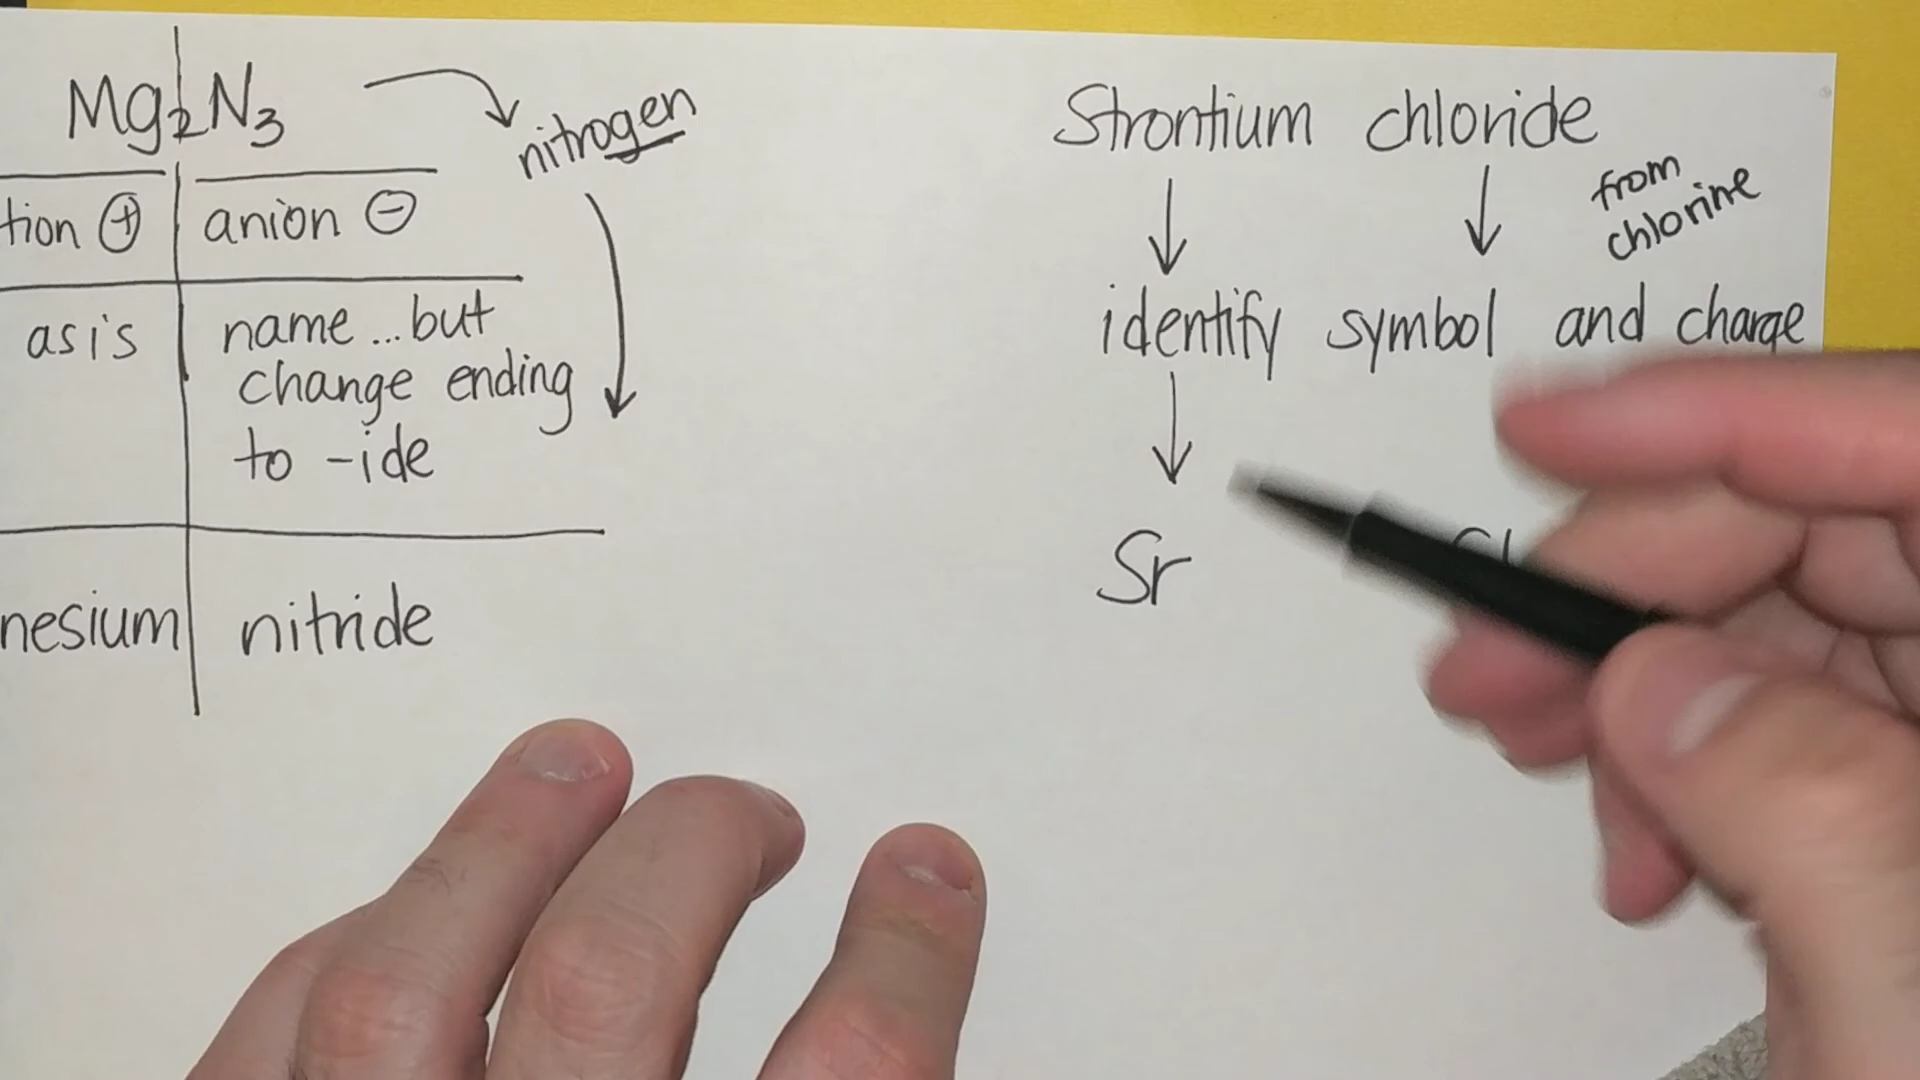 Mg2N3
nitrogen
tion + anion -
as is
name...but
change ending
to -ide
nesium nitride
Strontium chloride
from
chlorine
identify symbol and charge
Sr